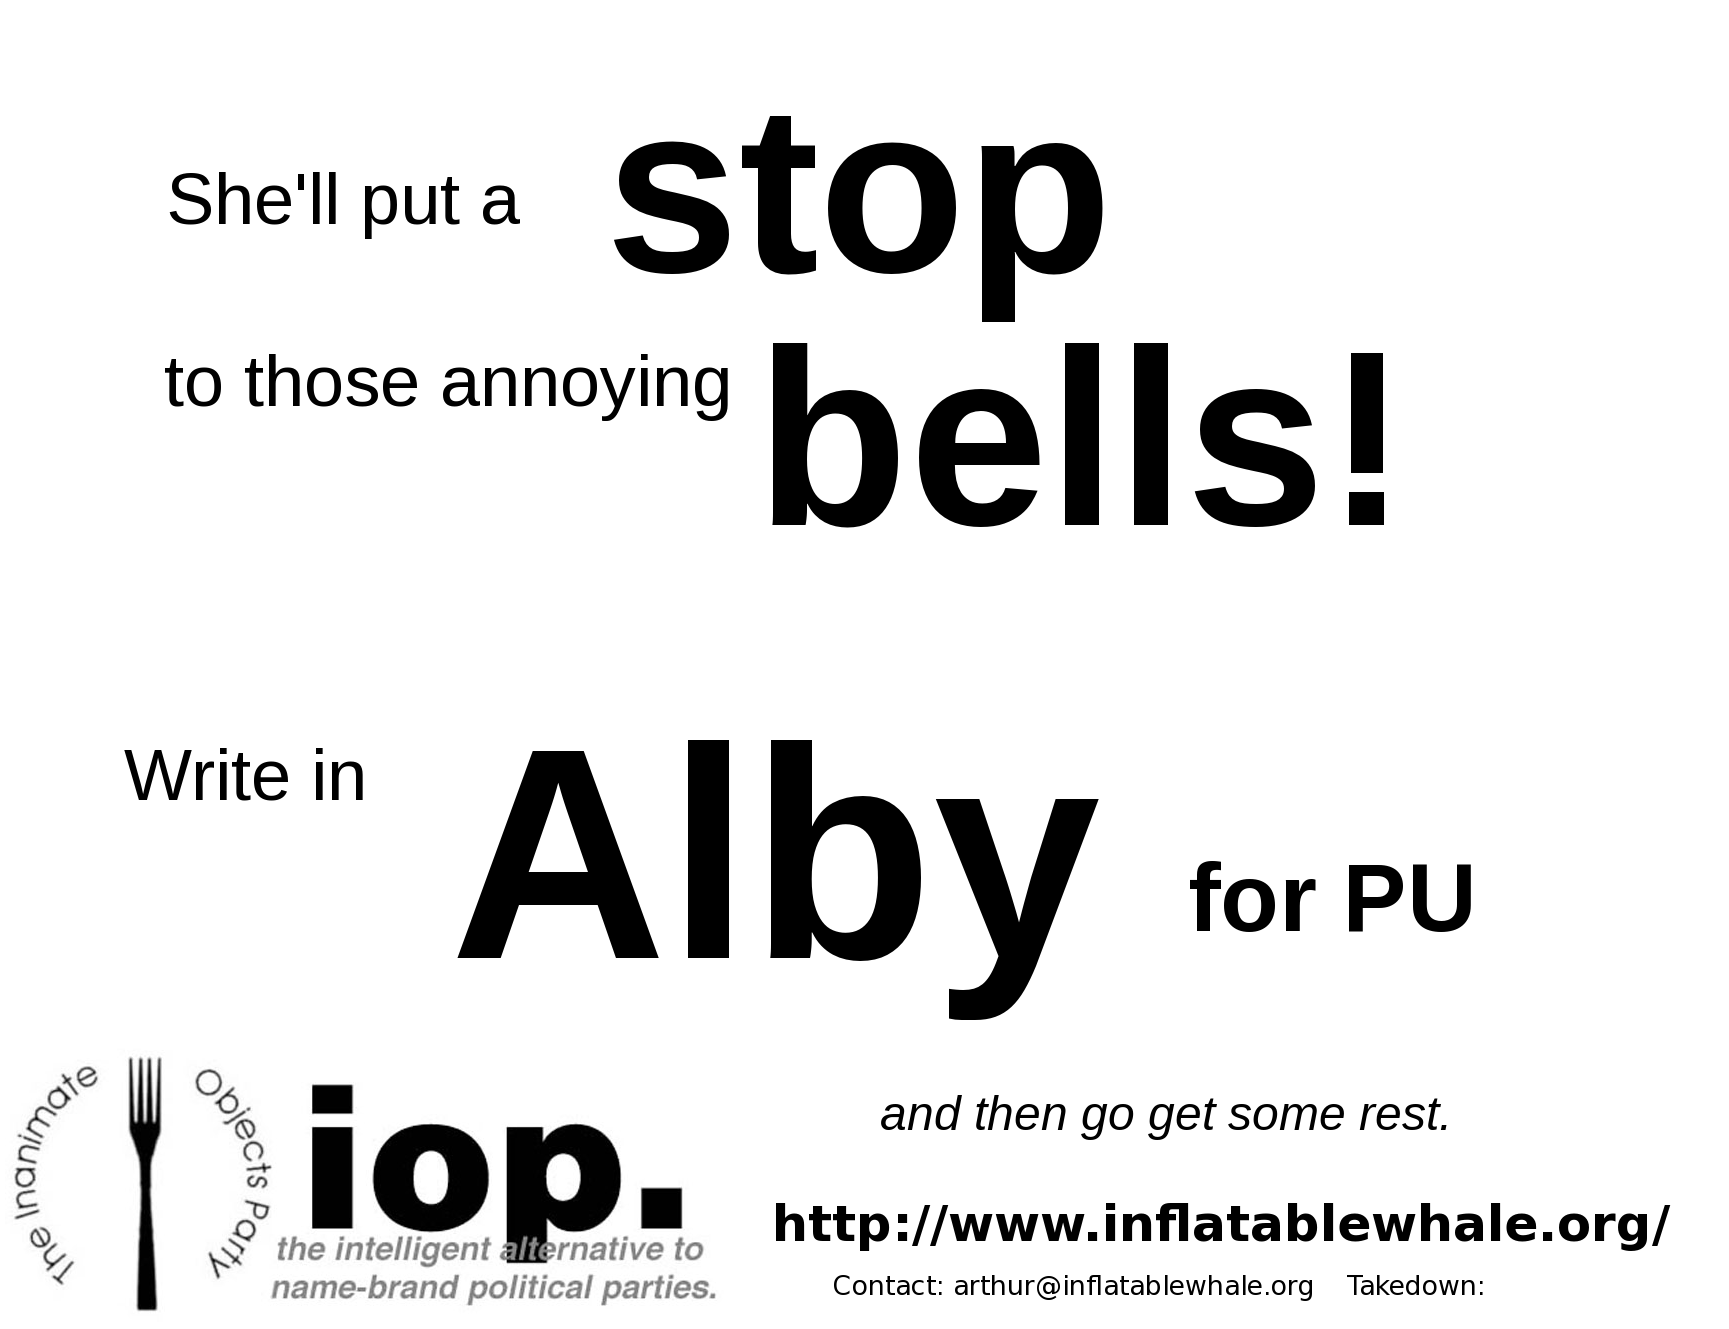 She'll put a stop
to those annoying bells!
Write in Alby for PU
The Inanimate Objects Party
iop.
the intelligent alternative to
name-brand political parties.
and then go get some rest.
http://www.inflatablewhale.org/
Contact: arthur@inflatablewhale.org Takedown: